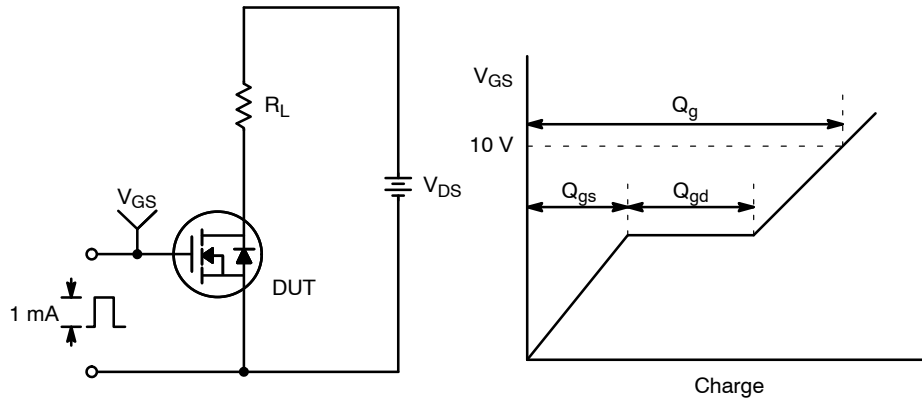 R_L
V_GS
V_DS
DUT
1 mA
V_GS
Q_g
10 V
Q_gs
Q_gd
Charge